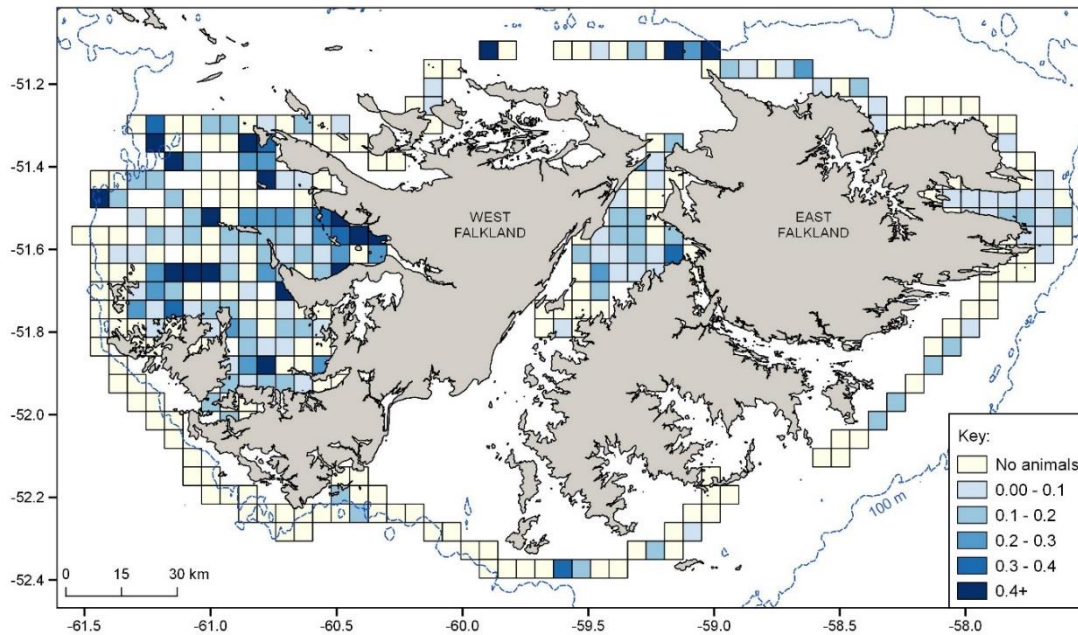 -51.2
-51.4
-51.6
-51.8
-52.0
-52.2
-52.4
WEST
FALKLAND
EAST
FALKLAND
100 m
Key:
No animals
0.00 - 0.1
0.1 - 0.2
0.2 - 0.3
0.3 - 0.4
0.4+
0 15 30 km
-61.5 -61.0 -60.5 -60.0 -59.5 -59.0 -58.5 -58.0